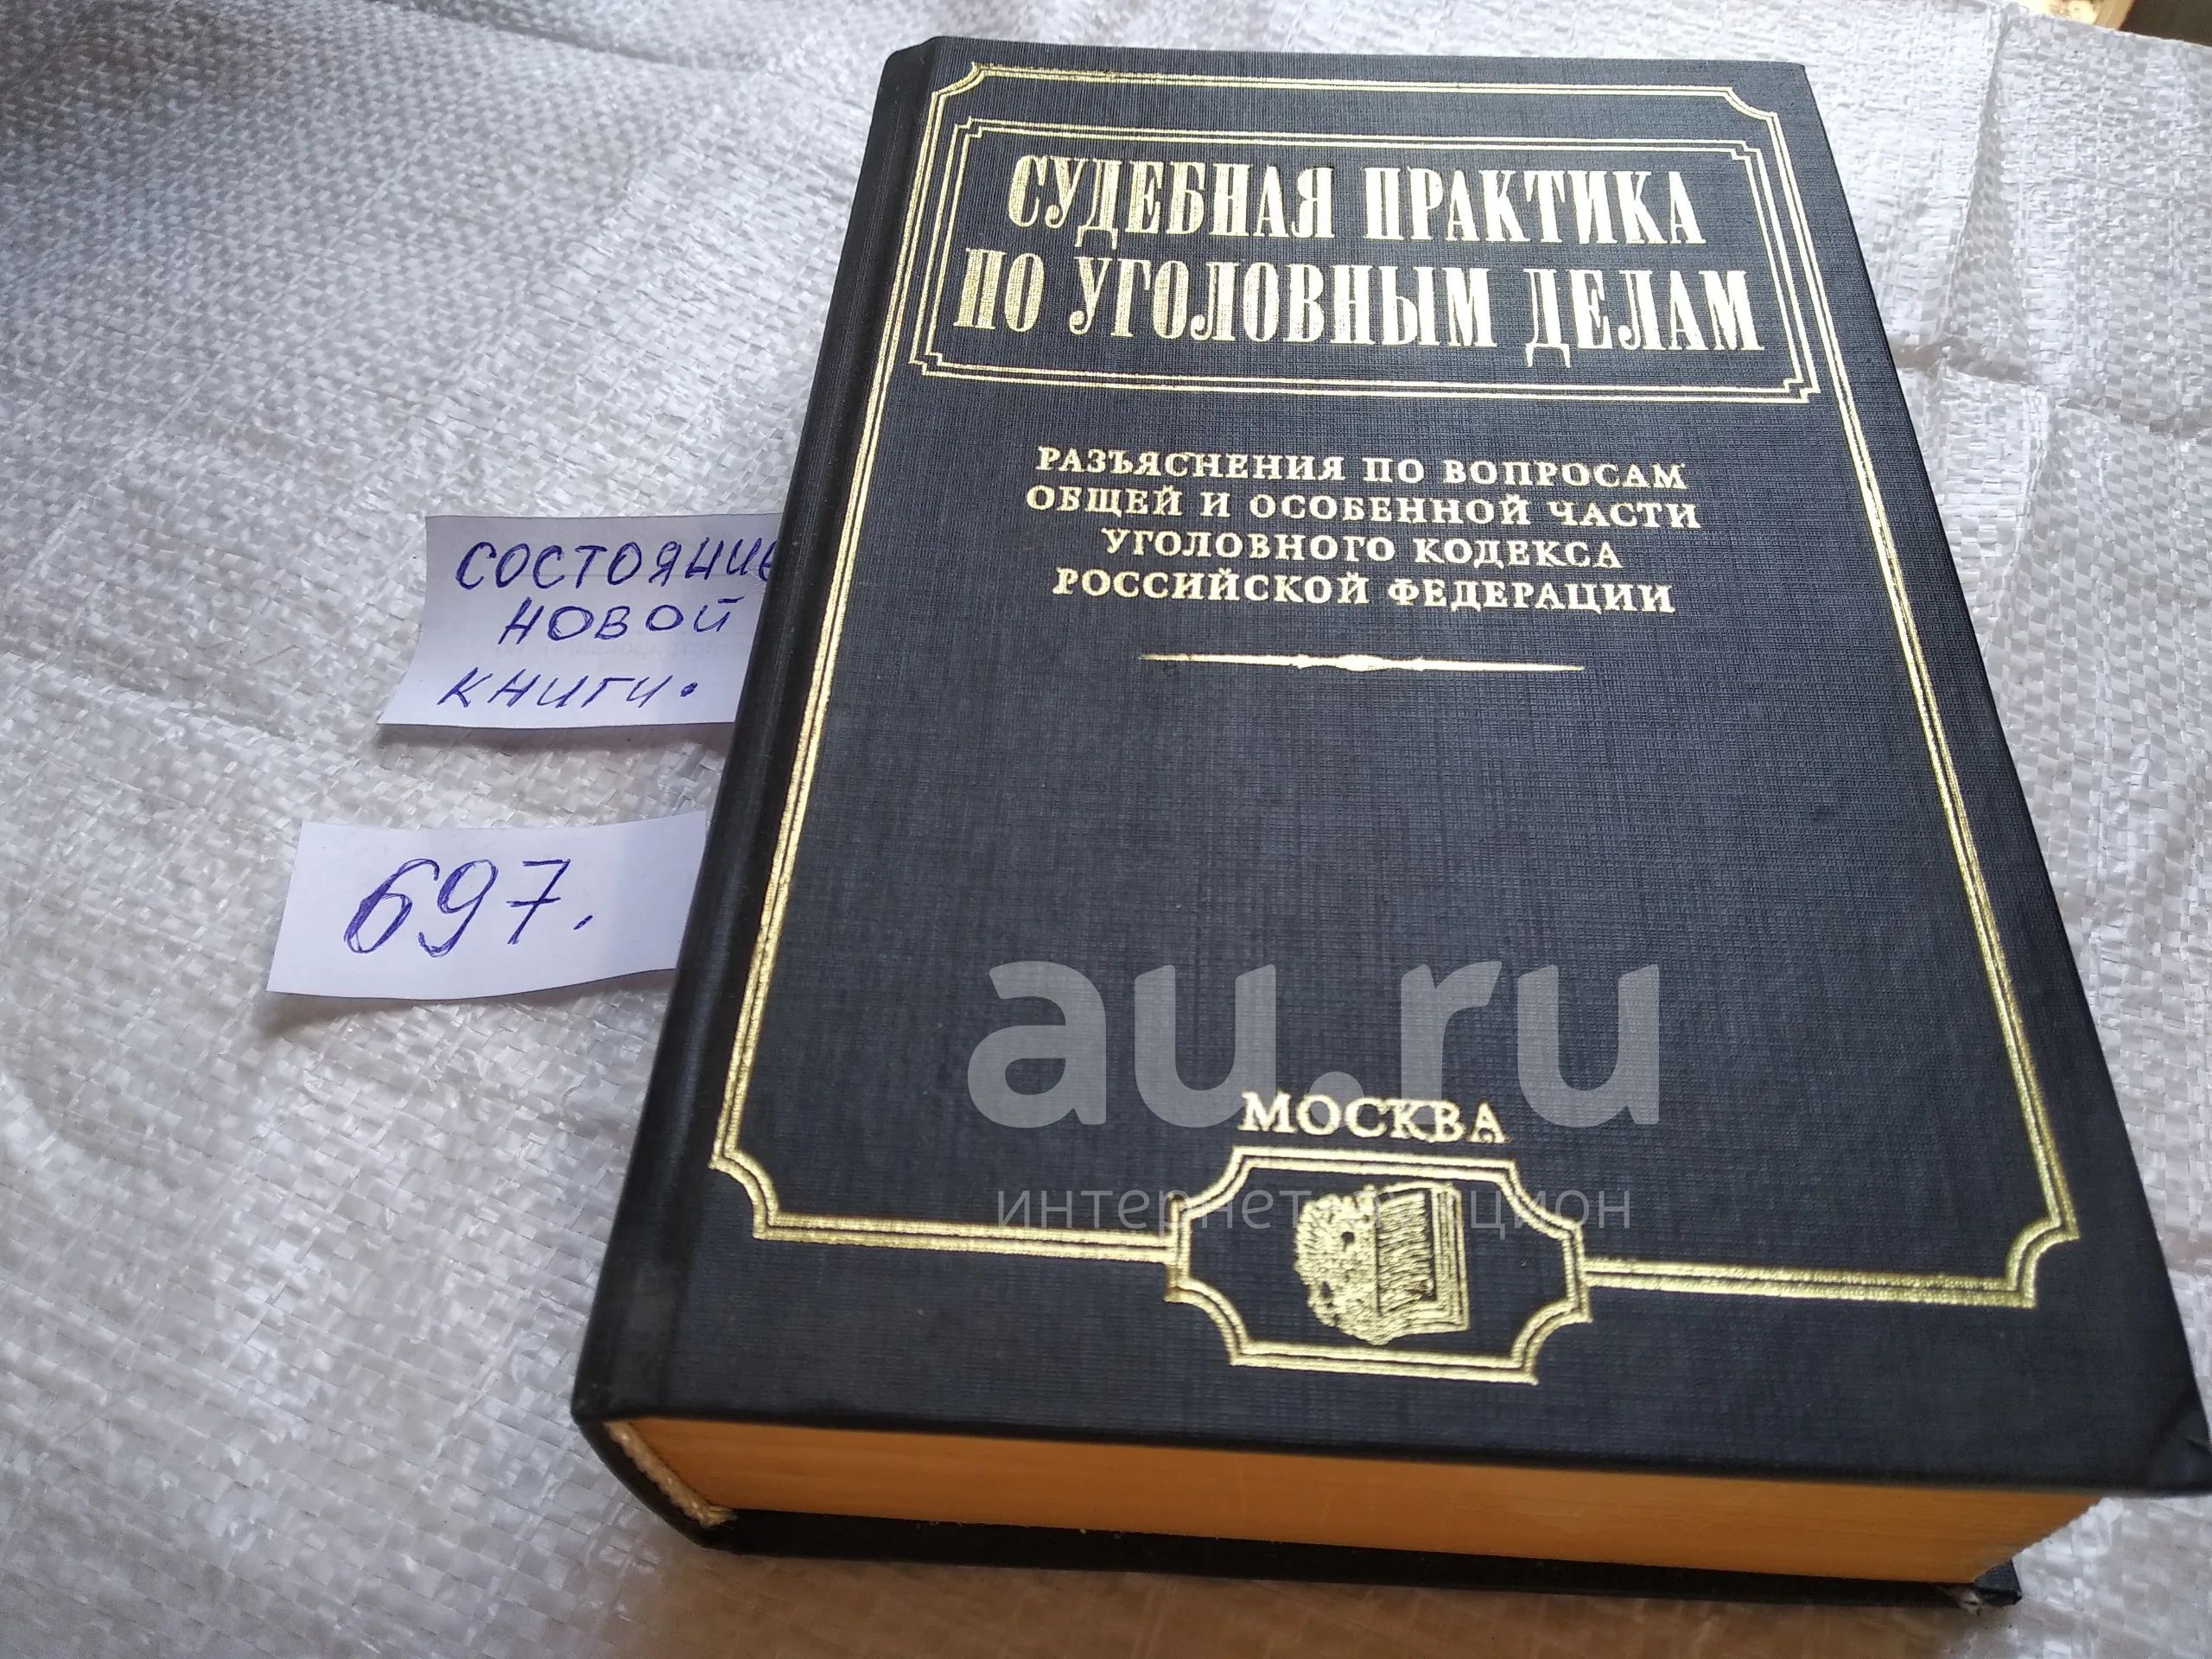 СУДЕБНАЯ ПРАКТИКА
ПО УГОЛОВНЫМ ДЕЛАМ
РАЗЪЯСНЕНИЯ ПО ВОПРОСАМ
ОБЩЕЙ И ОСОБЕННОЙ ЧАСТИ
УГОЛОВНОГО КОДЕКСА
РОССИЙСКОЙ ФЕДЕРАЦИИ
СОСТОЯНИЕ
НОВОЙ
КНИГИ.
697.
au.ru
МОСКВА
интернет-аукцион